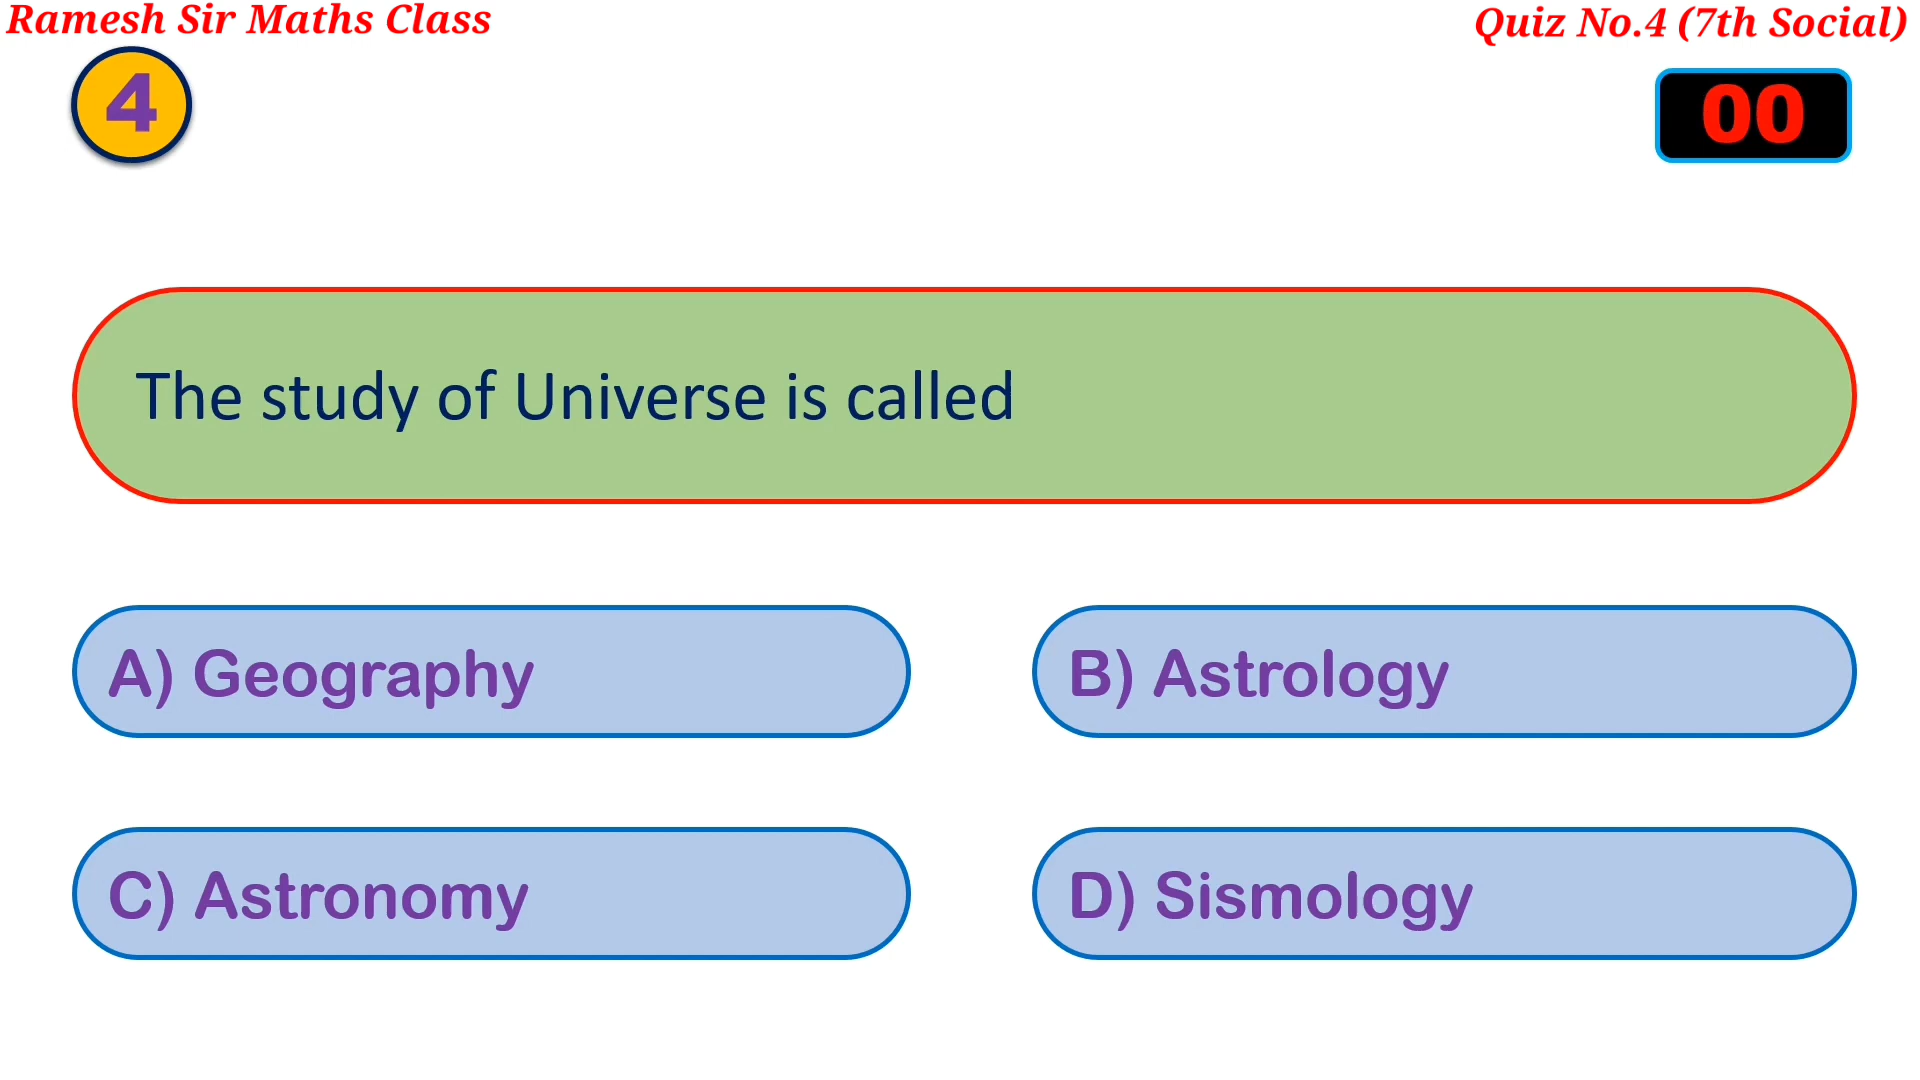 Ramesh Sir Maths Class
Quiz No.4 (7th Social)
4
00
The study of Universe is called
A) Geography
B) Astrology
C) Astronomy
D) Sismology